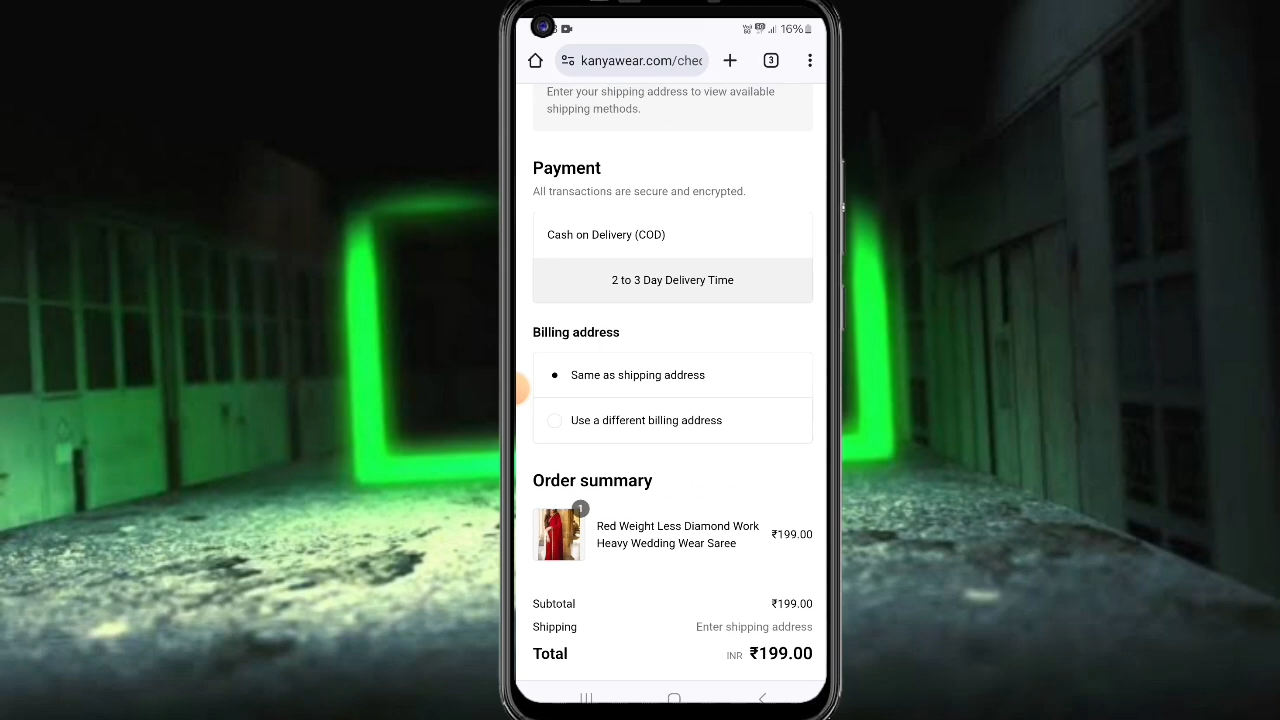 16%
kanyawear.com/chec
3
Enter your shipping address to view available
shipping methods.
Payment
All transactions are secure and encrypted.
Cash on Delivery (COD)
2 to 3 Day Delivery Time
Billing address
Same as shipping address
Use a different billing address
Order summary
1
Red Weight Less Diamond Work
Heavy Wedding Wear Saree
₹199.00
Subtotal ₹199.00
Shipping Enter shipping address
Total INR ₹199.00